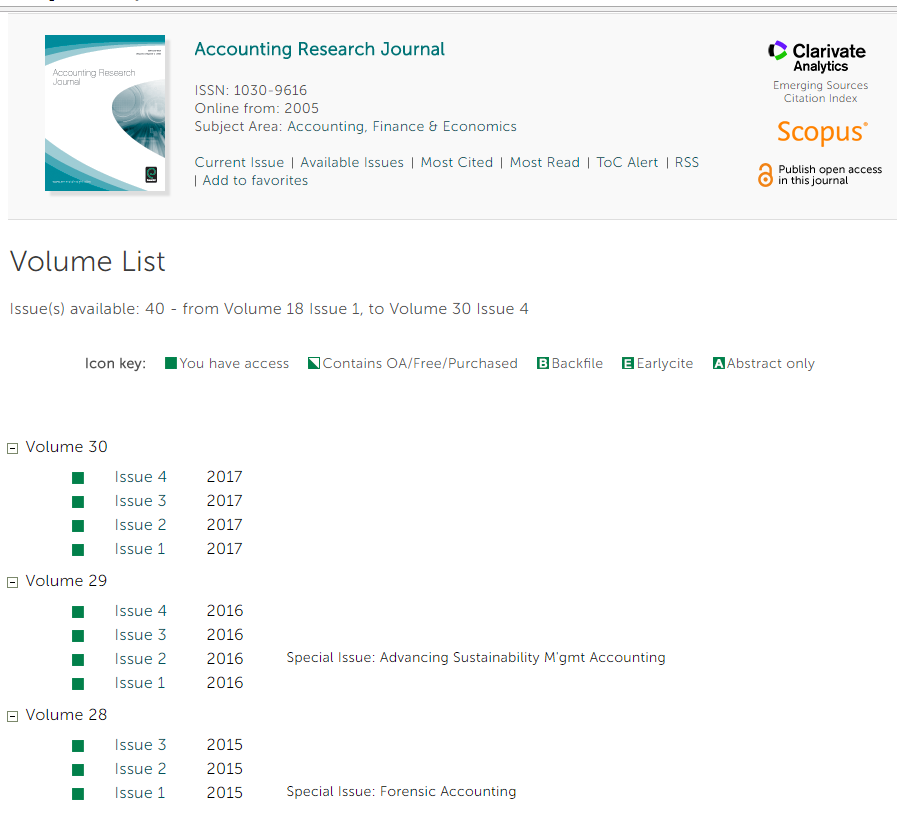 Accounting Research
Journal
Accounting Research Journal
ISSN: 1030-9616
Online from: 2005
Subject Area: Accounting, Finance & Economics
Current Issue | Available Issues | Most Cited | Most Read | ToC Alert | RSS
| Add to favorites
Clarivate
Analytics
Emerging Sources
Citation Index
Scopus®
Publish open access
in this journal
Volume List
Issue(s) available: 40 - from Volume 18 Issue 1, to Volume 30 Issue 4
Icon key: You have access Contains OA/Free/Purchased B Backfile E Earlycite A Abstract only
Volume 30
Issue 4 2017
Issue 3 2017
Issue 2 2017
Issue 1 2017
Volume 29
Issue 4 2016
Issue 3 2016
Issue 2 2016 Special Issue: Advancing Sustainability M'gmt Accounting
Issue 1 2016
Volume 28
Issue 3 2015
Issue 2 2015
Issue 1 2015 Special Issue: Forensic Accounting